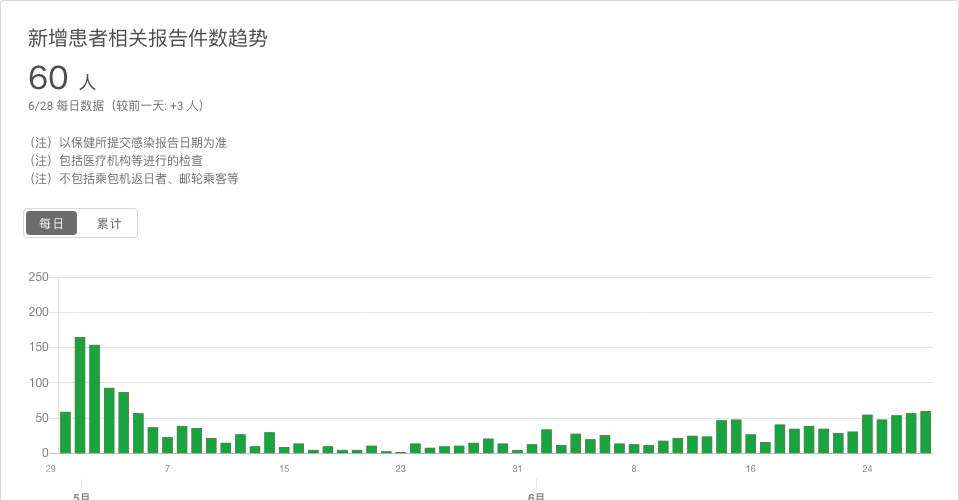 新增患者相关报告件数趋势
60 人
6/28 每日数据（较前一天: +3 人）
（注）以保健所提交感染报告日期为准
（注）包括医疗机构等进行的检查
（注）不包括乘包机返日者、邮轮乘客等
每日 累计
250
200
150
100
50
0
29 7 15 23 31 8 16 24
5月 6月